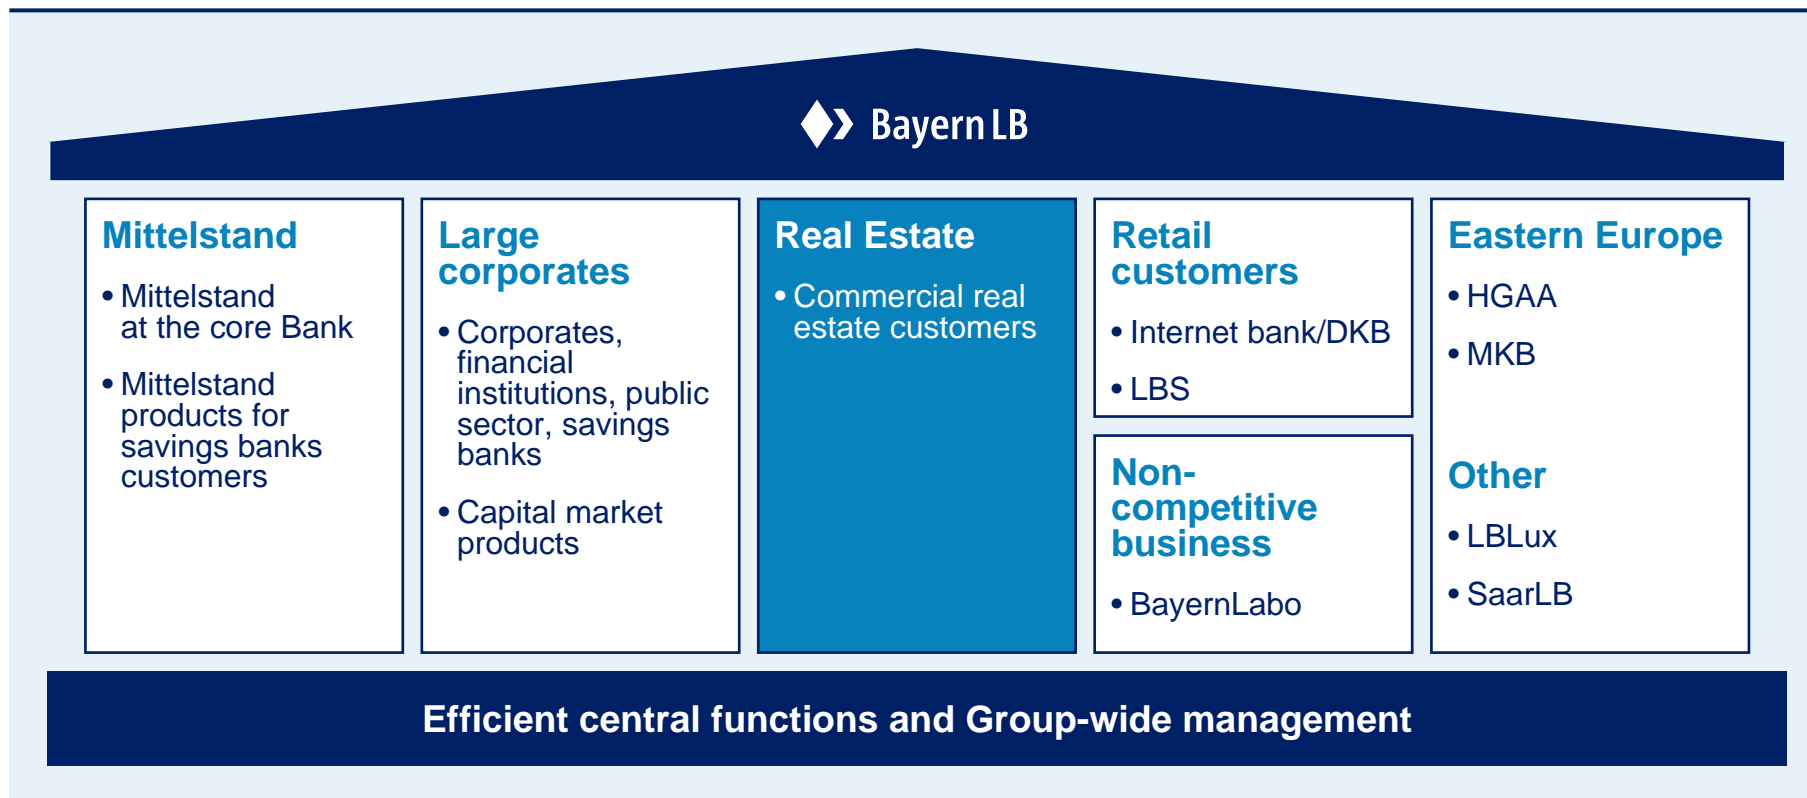 Bayern LB
Mittelstand
• Mittelstand
at the core Bank
• Mittelstand
products for
savings banks
customers
Large
corporates
• Corporates,
financial
institutions, public
sector, savings
banks
• Capital market
products
Real Estate
• Commercial real
estate customers
Retail
customers
• Internet bank/DKB
• LBS
Non-
competitive
business
• BayernLabo
Eastern Europe
• HGAA
• MKB
Other
• LBLux
• SaarLB
Efficient central functions and Group-wide management